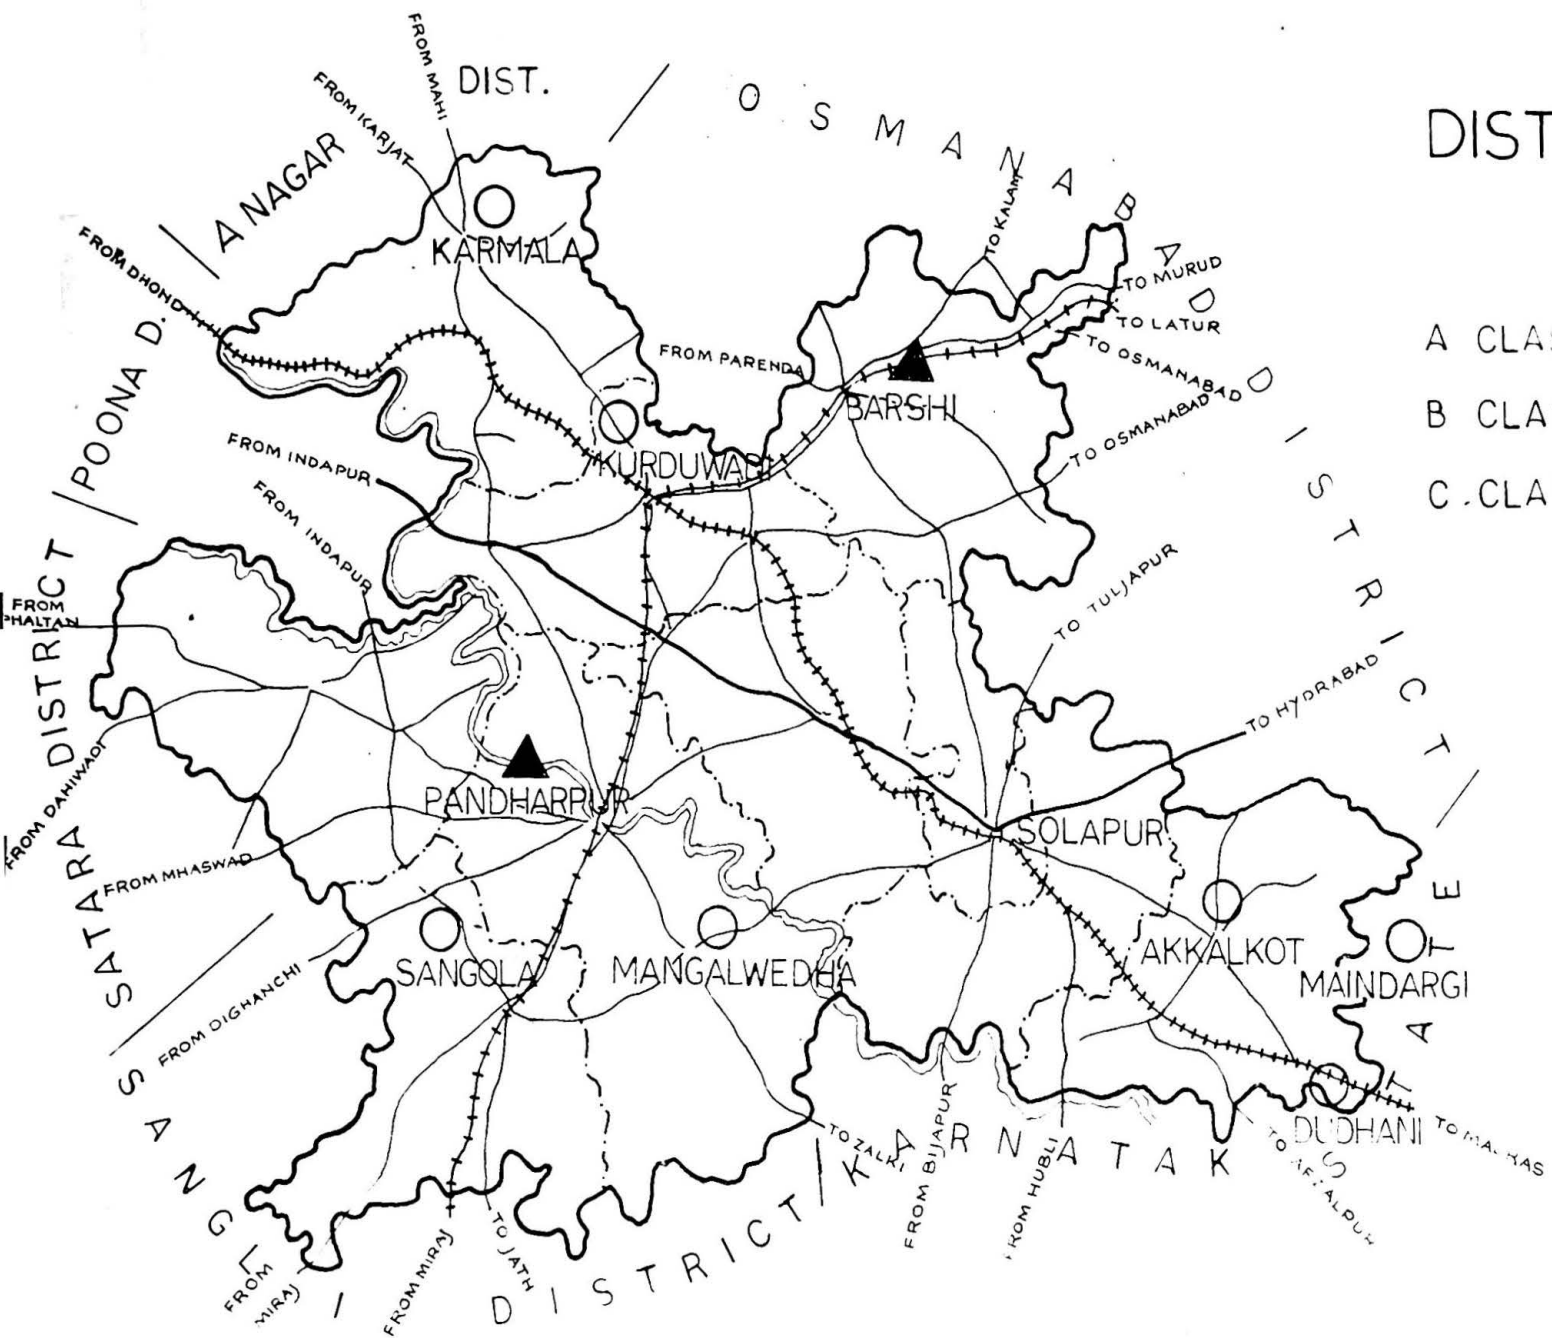 DIST.
FROM MAHI
FROM KARJAT
A NAGAR
OSMANABAD DISTRICT
DIST
FROM DHOND
KARMALA
TO KALAM
TO MURUD
TO LATUR
TO OSMANABAD
TO OSMANABAD
FROM PARENDA
BARSHI
A CLA
B CLA
C CLA
POONA D.
KURDUWADI
FROM INDAPUR
FROM INDAPUR
TO TULJAPUR
FROM
PHALTAN
TO HYDRABAD
FROM DAHIWADI
PANDHARPUR
SOLAPUR
SATARA DISTRICT
FROM MHASWAD
AKKALKOT
MAINDARGI
SANGOLA
MANGALWEDHA
FROM DIGHANCHI
DUDHANI
TO ZALKI
KARNATAK STATE
FROM BIJAPUR
FROM HUBLI
SANGLI DISTRICT
FROM
MIRAJ
FROM MIRAJ
TO JATH